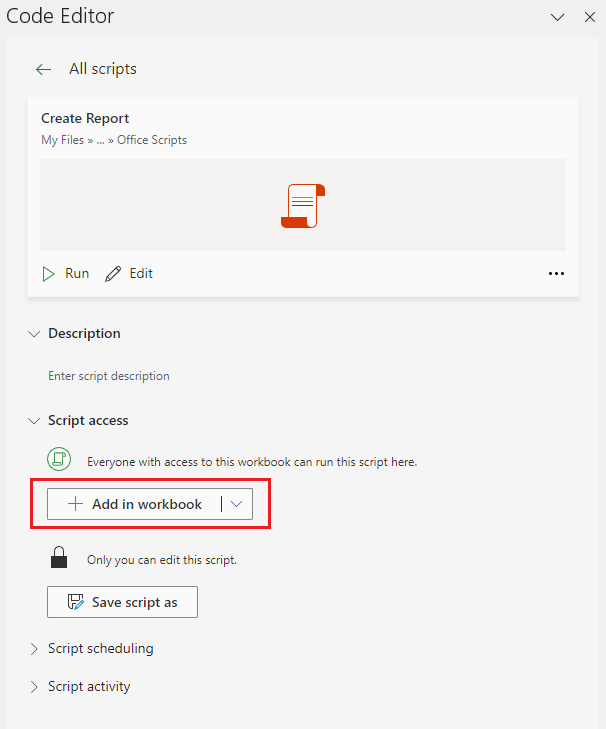 Code Editor
All scripts
Create Report
My Files » ... » Office Scripts
Run Edit
Description
Enter script description
Script access
Everyone with access to this workbook can run this script here.
Add in workbook
Only you can edit this script.
Save script as
Script scheduling
Script activity